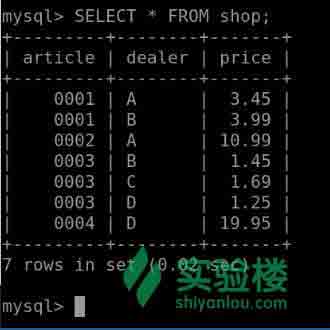 mysql> SELECT * FROM shop;
+---------+--------+-------+
| article | dealer | price |
+---------+--------+-------+
| 0001 | A | 3.45 |
| 0001 | B | 3.99 |
| 0002 | A | 10.99 |
| 0003 | B | 1.45 |
| 0003 | C | 1.69 |
| 0003 | D | 1.25 |
| 0004 | D | 19.95 |
+---------+--------+-------+
7 rows in set (0.02 sec)
实验楼
shiyanlou.com
mysql>